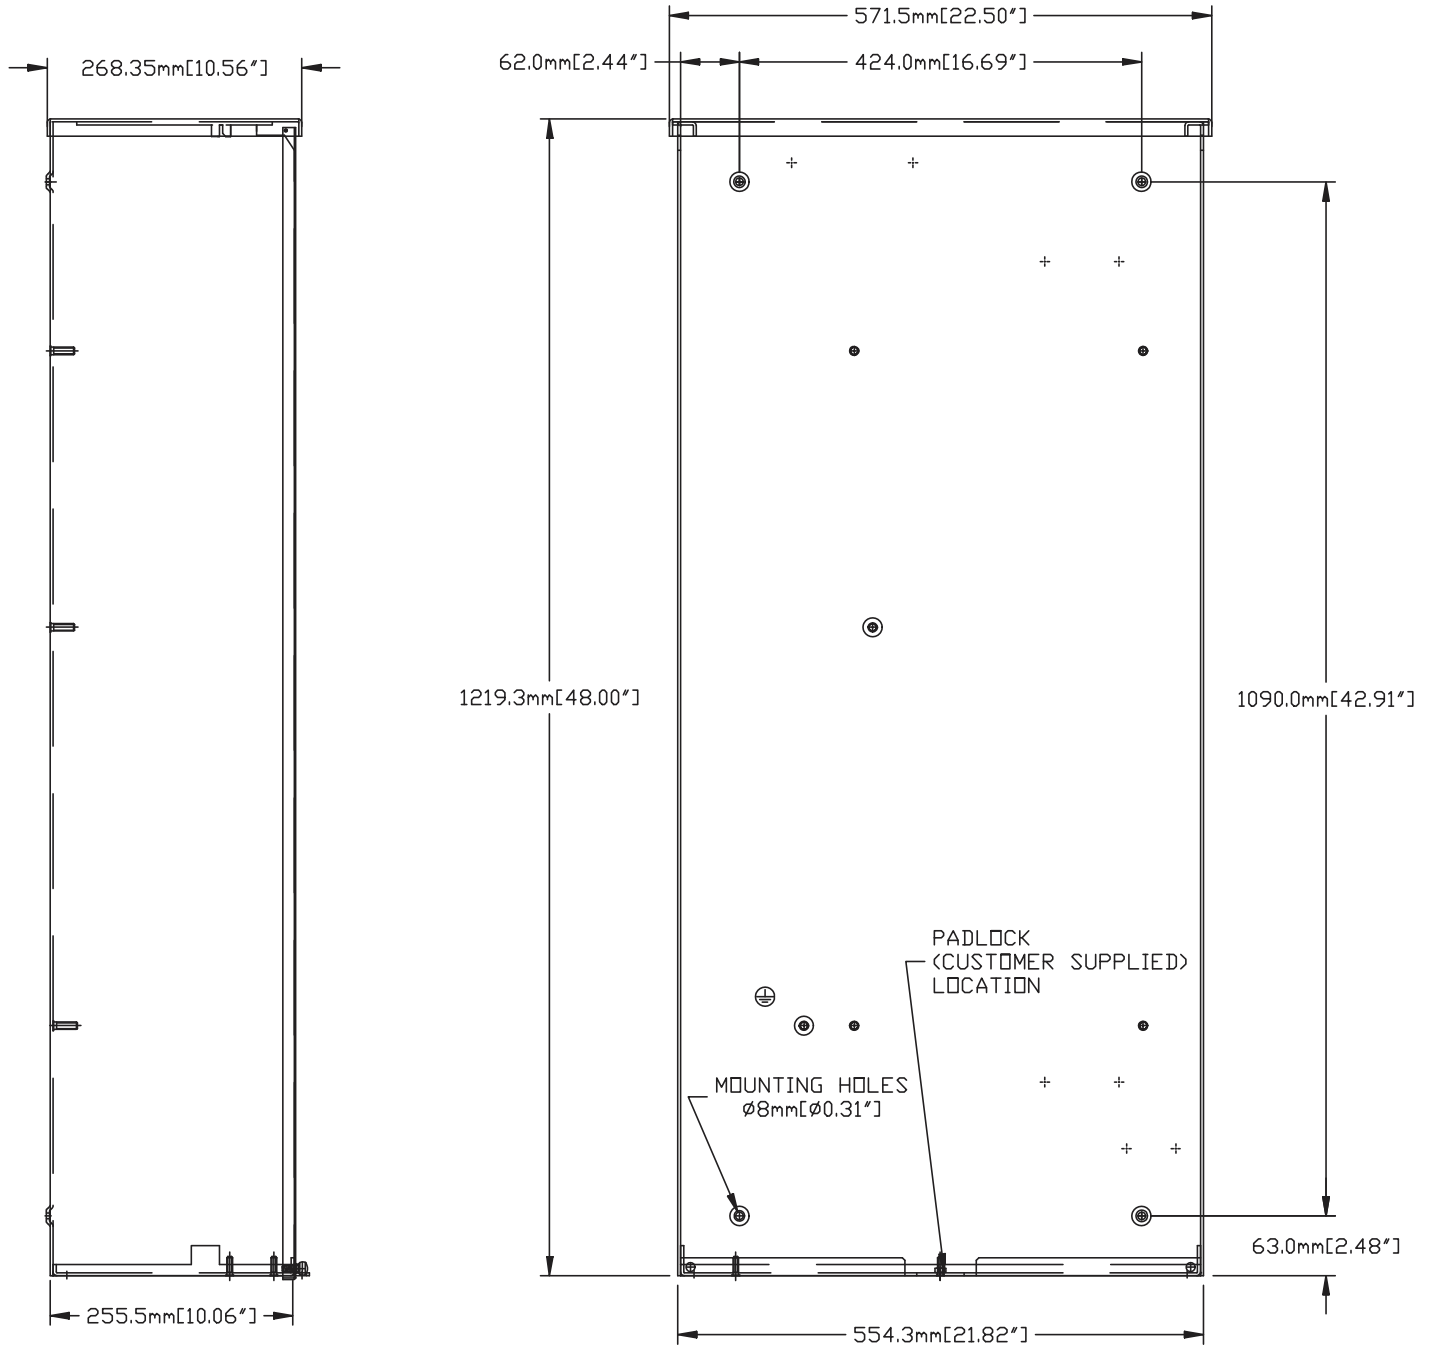 571.5mm[22.50"]
268.35mm[10.56"]
62.0mm[2.44"]
424.0mm[16.69"]
1219.3mm[48.00"]
1090.0mm[42.91"]
PADLOCK
(CUSTOMER SUPPLIED)
LOCATION
MOUNTING HOLES
Ø8mm[Ø0.31"]
63.0mm[2.48"]
255.5mm[10.06"]
554.3mm[21.82"]